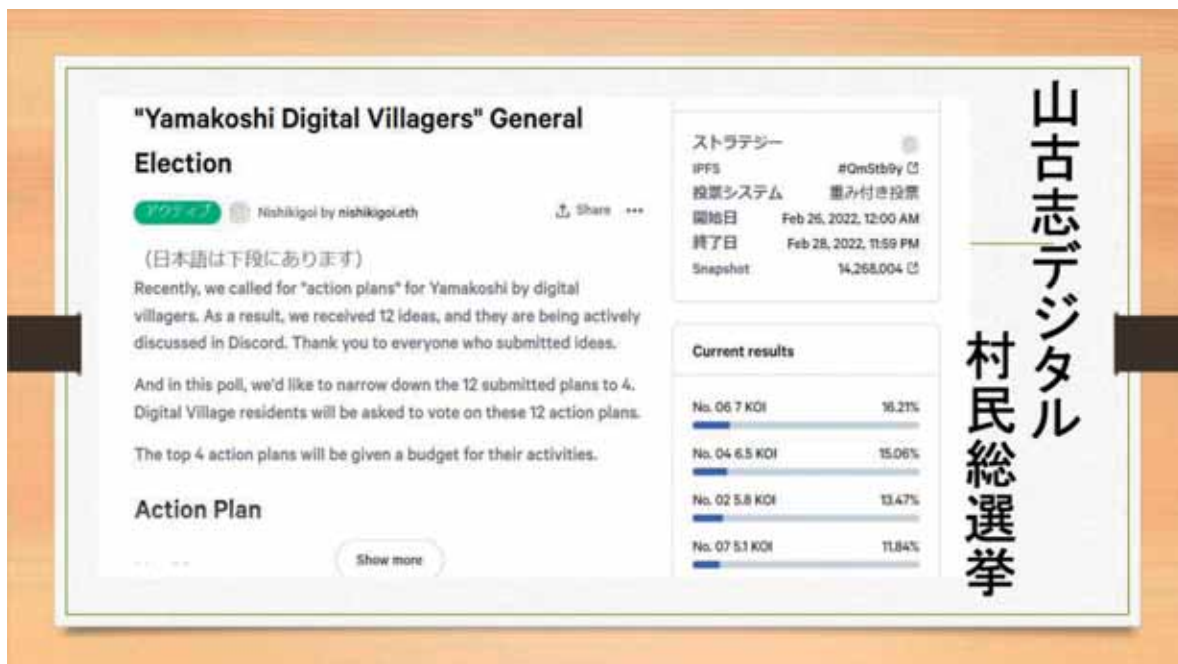 "Yamakoshi Digital Villagers" General
Election
アクティブ Nishikigoi by nishikigoi.eth Share •••
(日本語は下段にあります)
Recently, we called for "action plans" for Yamakoshi by digital
villagers. As a result, we received 12 ideas, and they are being actively
discussed in Discord. Thank you to everyone who submitted ideas.
And in this poll, we'd like to narrow down the 12 submitted plans to 4.
Digital Village residents will be asked to vote on these 12 action plans.
The top 4 action plans will be given a budget for their activities.
Action Plan
Show more
ストラテジー
IPFS #QmStb9y
投票システム 重み付き投票
開始日 Feb 26, 2022, 12:00 AM
終了日 Feb 28, 2022, 11:59 PM
Snapshot 14,268,004
Current results
No. 06 7 KOI 16.21%
No. 04 6.5 KOI 15.06%
No. 02 5.8 KOI 13.47%
No. 07 5.1 KOI 11.84%
山古志デジタル
村民総選挙